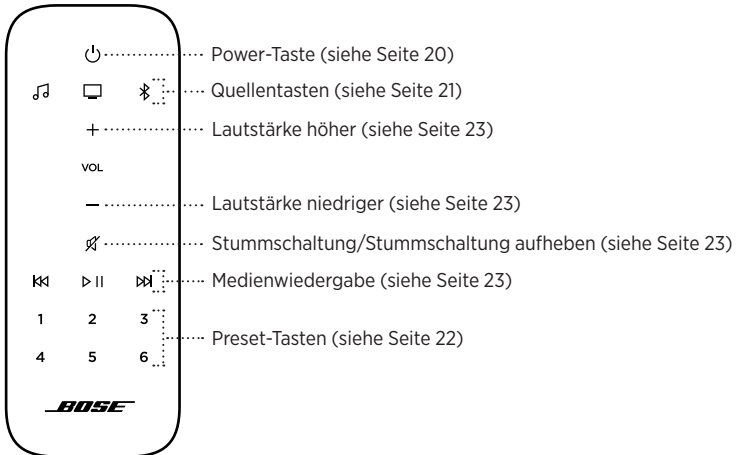 Power-Taste (siehe Seite 20)
Quellentasten (siehe Seite 21)
+ Lautstärke höher (siehe Seite 23)
VOL
– Lautstärke niedriger (siehe Seite 23)
Stummschaltung/Stummschaltung aufheben (siehe Seite 23)
Medienwiedergabe (siehe Seite 23)
1 2 3
Preset-Tasten (siehe Seite 22)
4 5 6
BOSE